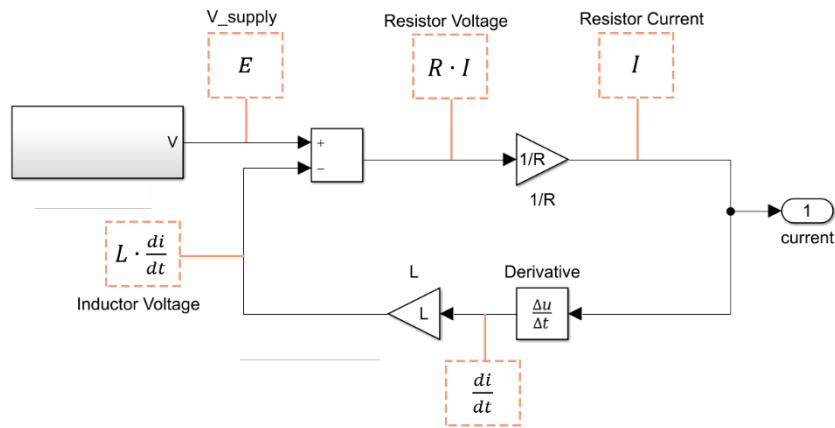 V_supply
Resistor Voltage
Resistor Current
E
R · I
I
V
+
−
1/R
1/R
1
current
L · di/dt
Inductor Voltage
L
Derivative
L
Δu/Δt
di/dt